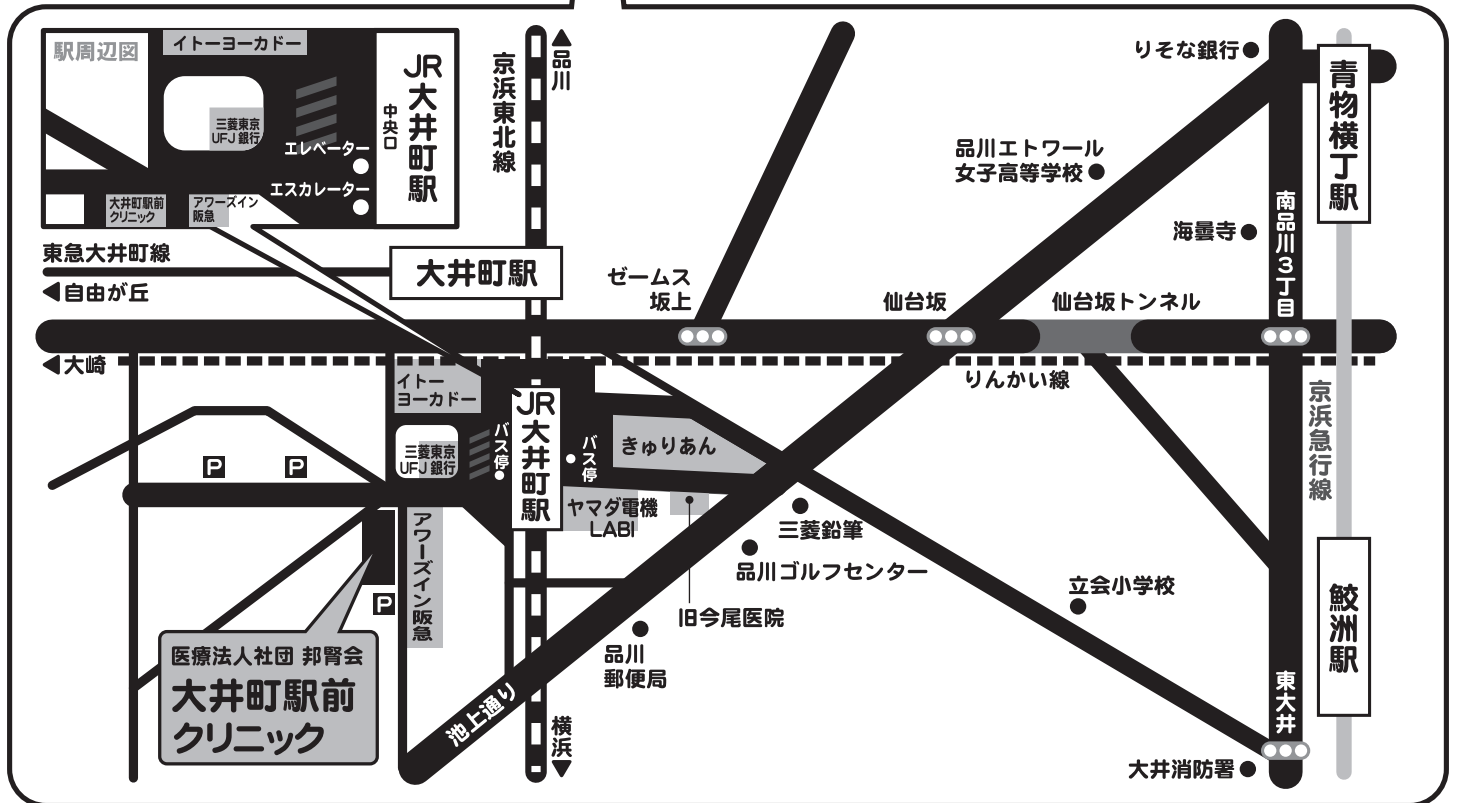 駅周辺図
イトーヨーカドー
三菱東京
UFJ 銀行
エレベーター
エスカレーター
大井町駅前
クリニック
アワーズイン
阪急
中央口
JR大井町駅
京浜東北線
▲品川
東急大井町線
◀自由が丘
大井町駅
ゼームス
坂上
仙台坂
仙台坂トンネル
りそな銀行
品川エトワール
女子高等学校
海曇寺
南品川3丁目
青物横丁駅
◀大崎
りんかい線
京浜急行線
イトー
ヨーカドー
三菱東京
UFJ 銀行
バス停
JR大井町駅
バス停
きゅりあん
ヤマダ電機
LABI
P
P
P
アワーズイン阪急
三菱鉛筆
品川ゴルフセンター
旧今尾医院
品川
郵便局
立会小学校
鮫洲駅
東大井
大井消防署
医療法人社団 邦腎会
大井町駅前
クリニック
池上通り
横浜▼